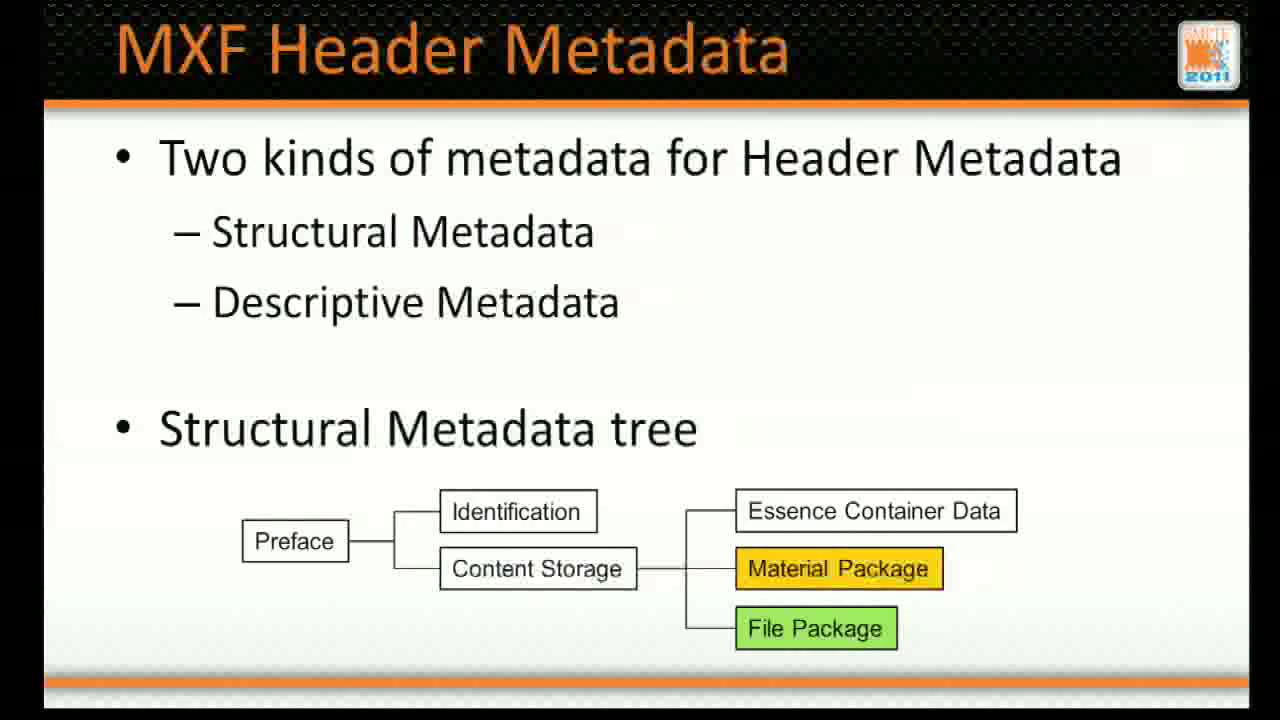 MXF Header Metadata
2011
• Two kinds of metadata for Header Metadata
– Structural Metadata
– Descriptive Metadata
• Structural Metadata tree
Preface
Identification
Content Storage
Essence Container Data
Material Package
File Package